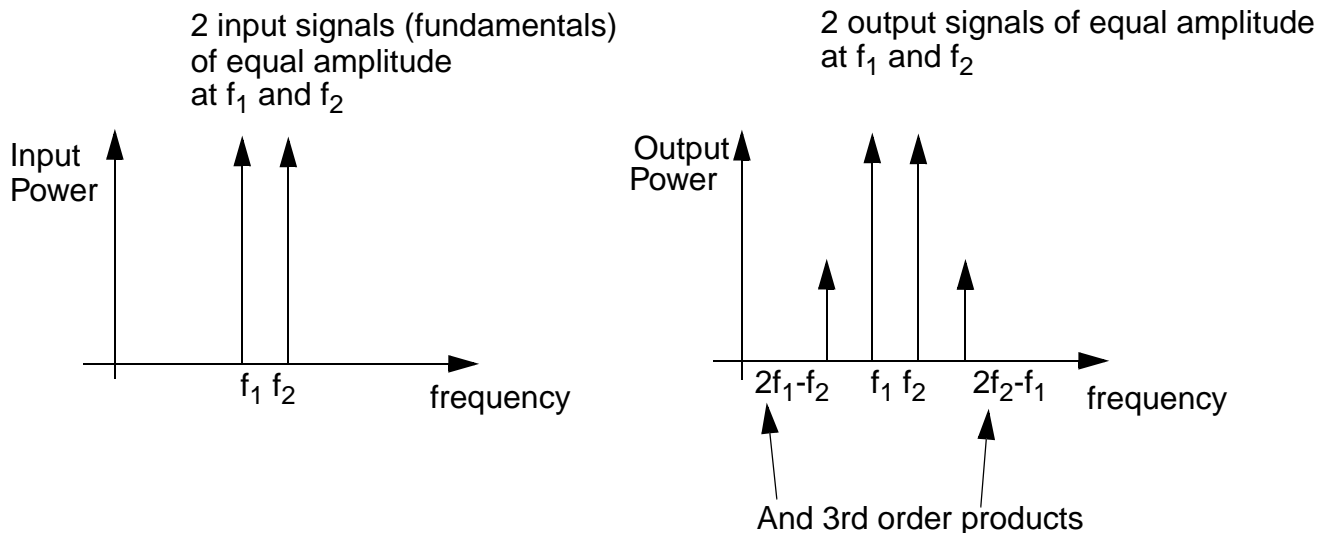 2 input signals (fundamentals)
of equal amplitude
at f₁ and f₂
Input
Power
f₁ f₂
frequency
2 output signals of equal amplitude
at f₁ and f₂
Output
Power
2f₁-f₂ f₁ f₂ 2f₂-f₁
frequency
And 3rd order products